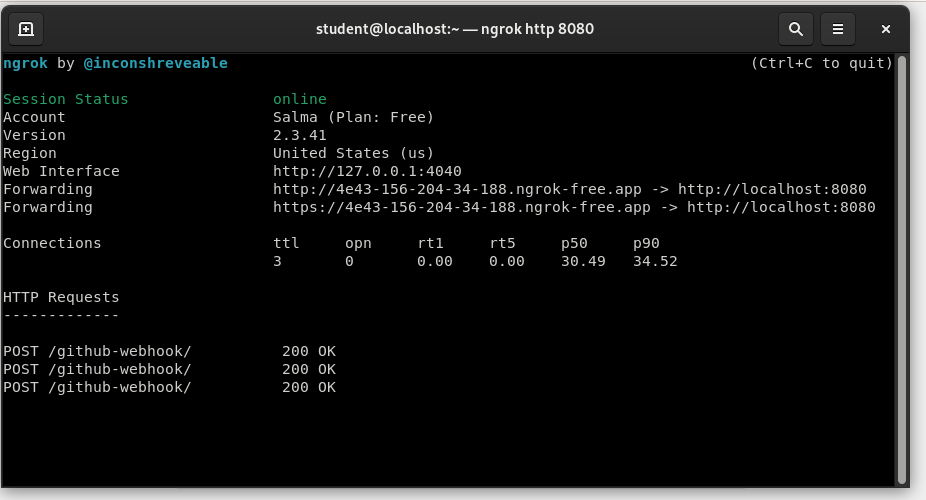 student@localhost:~ — ngrok http 8080
ngrok by @inconshreveable (Ctrl+C to quit)
Session Status online
Account Salma (Plan: Free)
Version 2.3.41
Region United States (us)
Web Interface http://127.0.0.1:4040
Forwarding http://4e43-156-204-34-188.ngrok-free.app -> http://localhost:8080
Forwarding https://4e43-156-204-34-188.ngrok-free.app -> http://localhost:8080
Connections ttl opn rt1 rt5 p50 p90
3 0 0.00 0.00 30.49 34.52
HTTP Requests
-------------
POST /github-webhook/ 200 OK
POST /github-webhook/ 200 OK
POST /github-webhook/ 200 OK